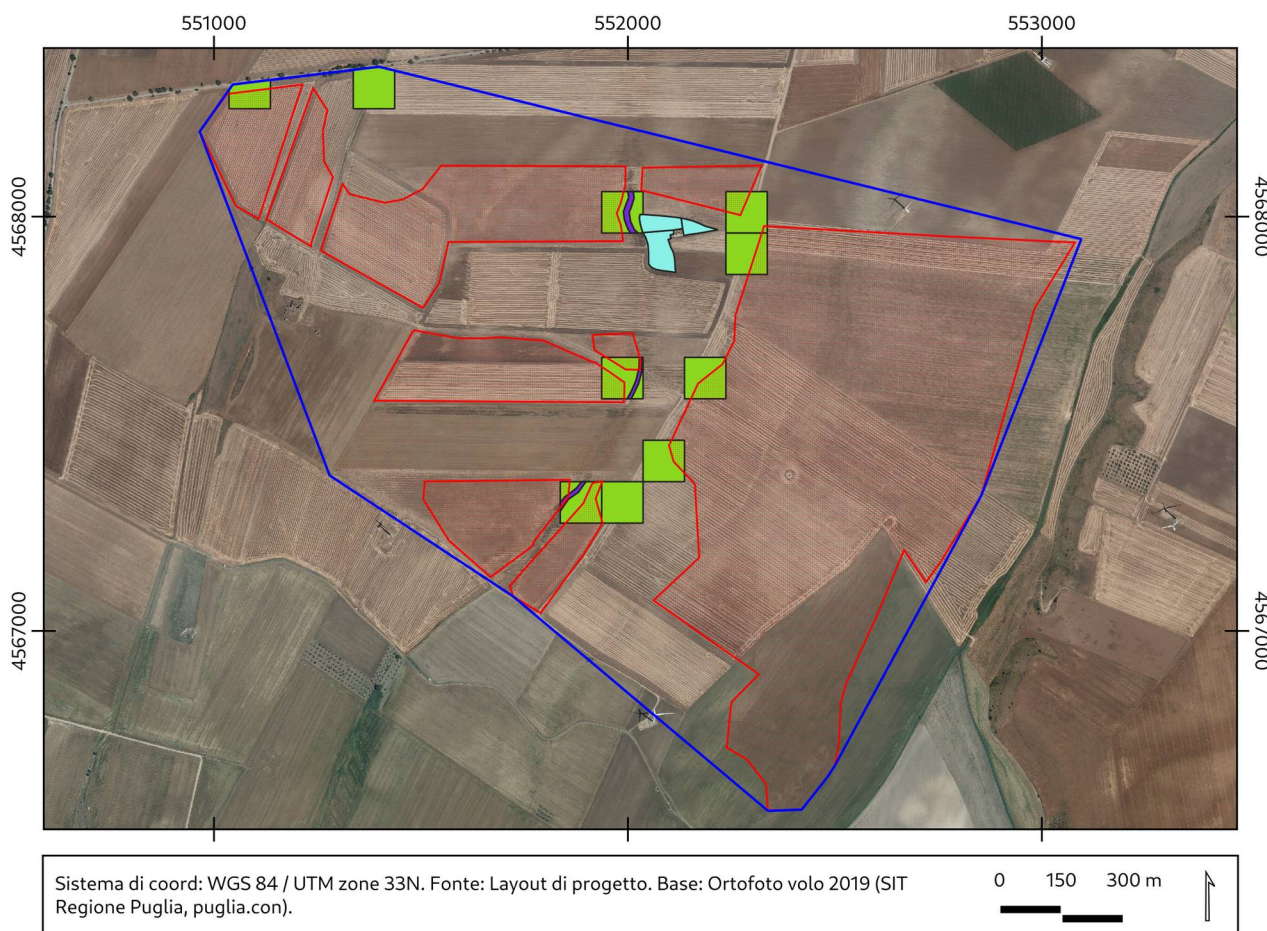 551000
552000
553000
4568000
4568000
4567000
4567000
Sistema di coord: WGS 84 / UTM zone 33N. Fonte: Layout di progetto. Base: Ortofoto volo 2019 (SIT
Regione Puglia, puglia.con).
0 150 300 m